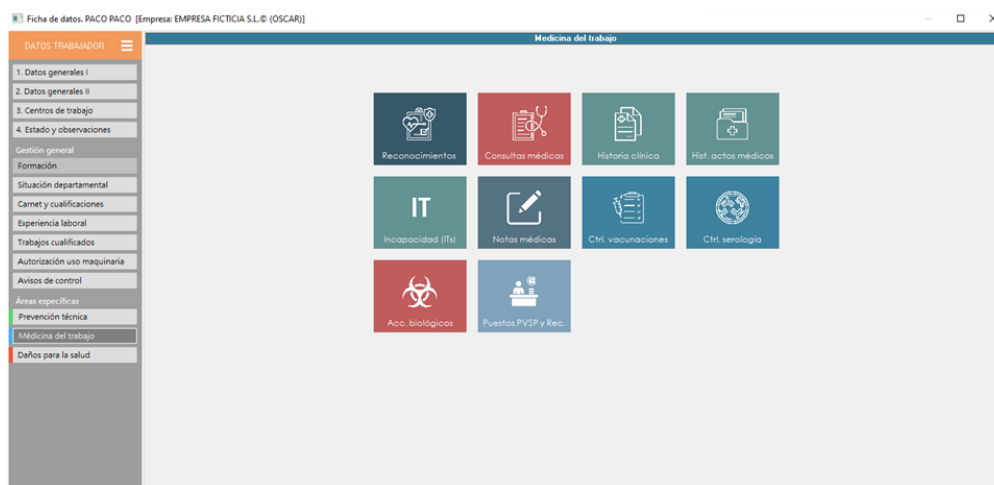 Ficha de datos. PACO PACO [Empresa: EMPRESA FICTICIA S.L.© (OSCAR)]
DATOS TRABAJADOR
Medicina del trabajo
1. Datos generales I
2. Datos generales II
3. Centros de trabajo
4. Estado y observaciones
Gestión general
Formación
Situación departamental
Carnet y cualificaciones
Experiencia laboral
Trabajos cualificados
Autorización uso maquinaria
Avisos de control
Áreas específicas
Prevención técnica
Médicina del trabajo
Daños para la salud
Reconocimientos
Consultas médicas
Historia clínica
Hist. actos médicos
IT
Incapacidad (ITs)
Notas médicas
Ctrl. vacunaciones
Ctrl. serología
Acc. biológicos
Puestos PVSP y Rec.